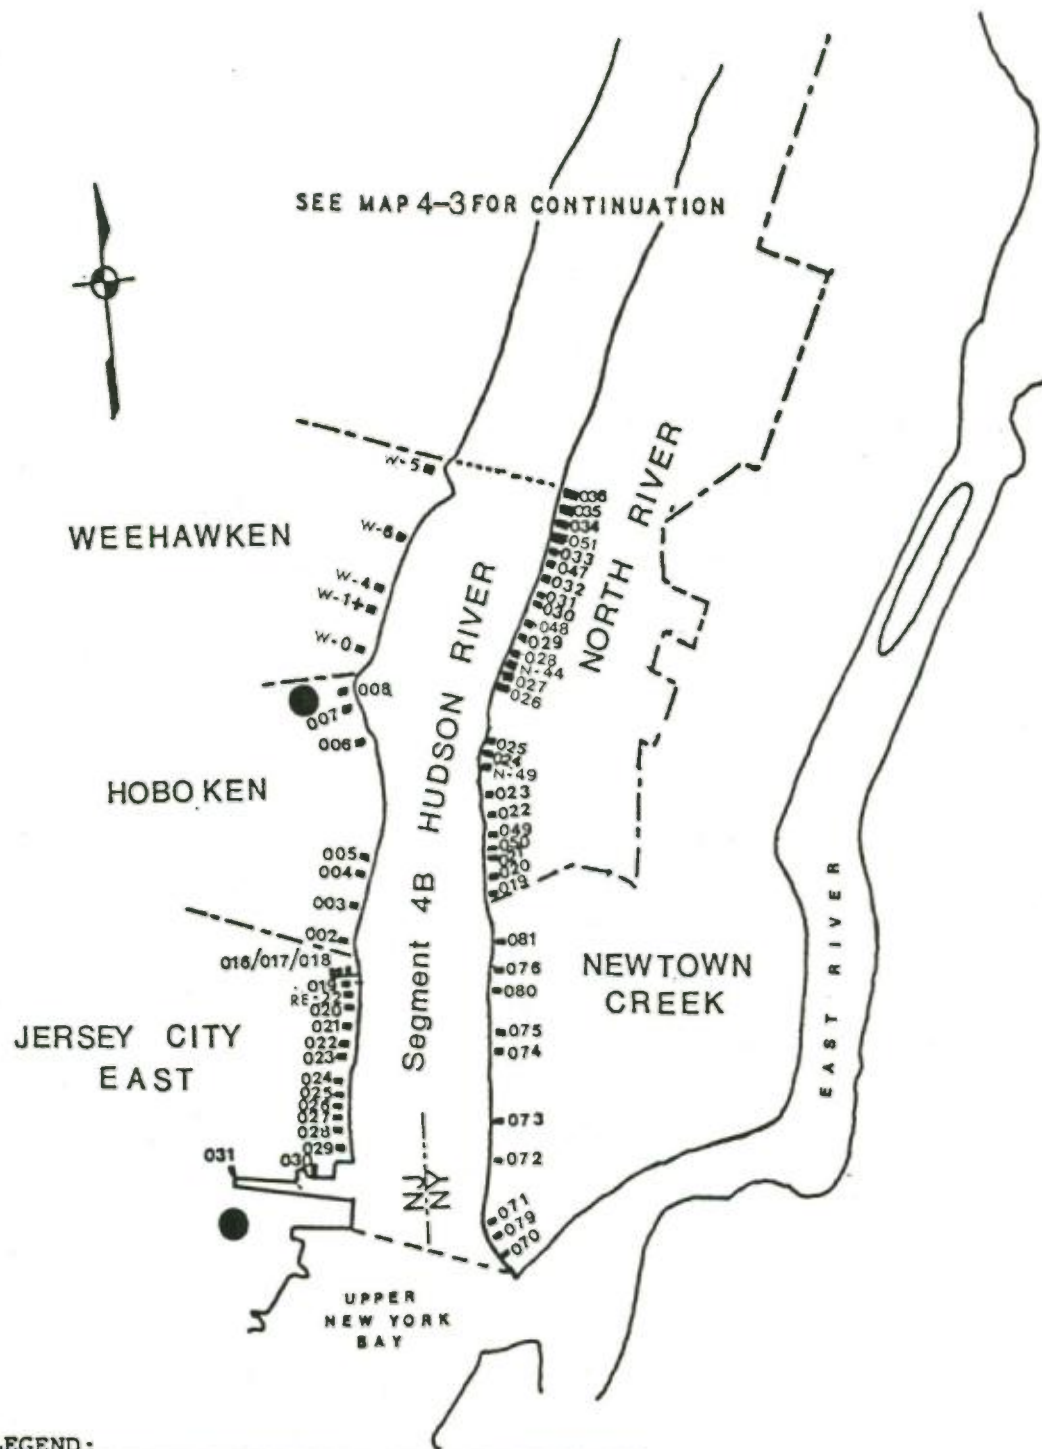 SEE MAP 4-3 FOR CONTINUATION
W-5
WEEHAWKEN
W-6
W-4
W-1
W-0
008
007
006
HOBOKEN
005
004
003
002
016/017/018
019
RE-22
020
021
022
023
JERSEY CITY
EAST
024
025
026
027
028
029
030
031
HUDSON RIVER
Segment 4B
NJ
NY
NORTH RIVER
036
035
034
051
033
047
032
031
030
048
029
028
N-44
027
026
025
024
N-49
023
022
049
050
021
020
019
081
076
080
NEWTOWN
CREEK
075
074
073
072
071
079
070
EAST RIVER
UPPER
NEW YORK
BAY
LEGEND: